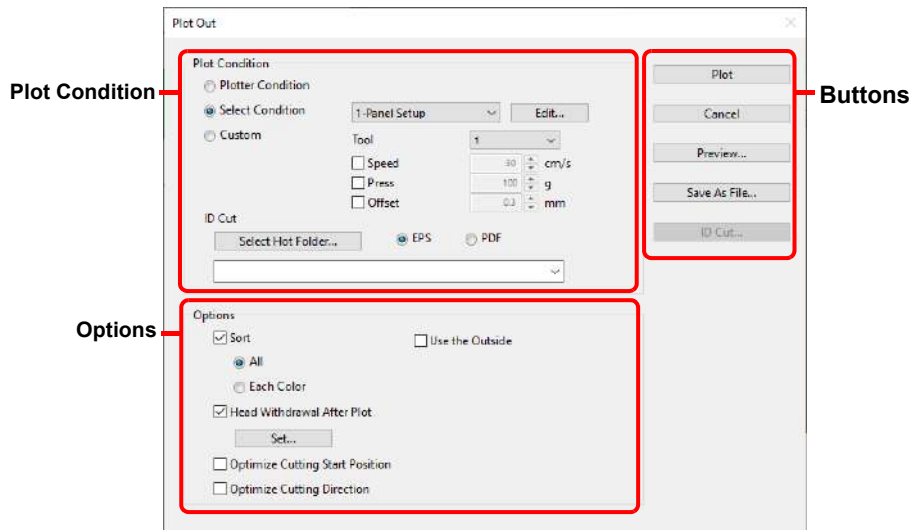 Plot Out
Plot Condition
Plot Condition
Plotter Condition
Select Condition
1-Panel Setup
Edit...
Custom
Tool
1
Speed
30
cm/s
Press
100
g
Offset
0.3
mm
ID Cut
Select Hot Folder...
EPS
PDF
Buttons
Plot
Cancel
Preview...
Save As File...
ID Cut...
Options
Options
Sort
Use the Outside
All
Each Color
Head Withdrawal After Plot
Set...
Optimize Cutting Start Position
Optimize Cutting Direction